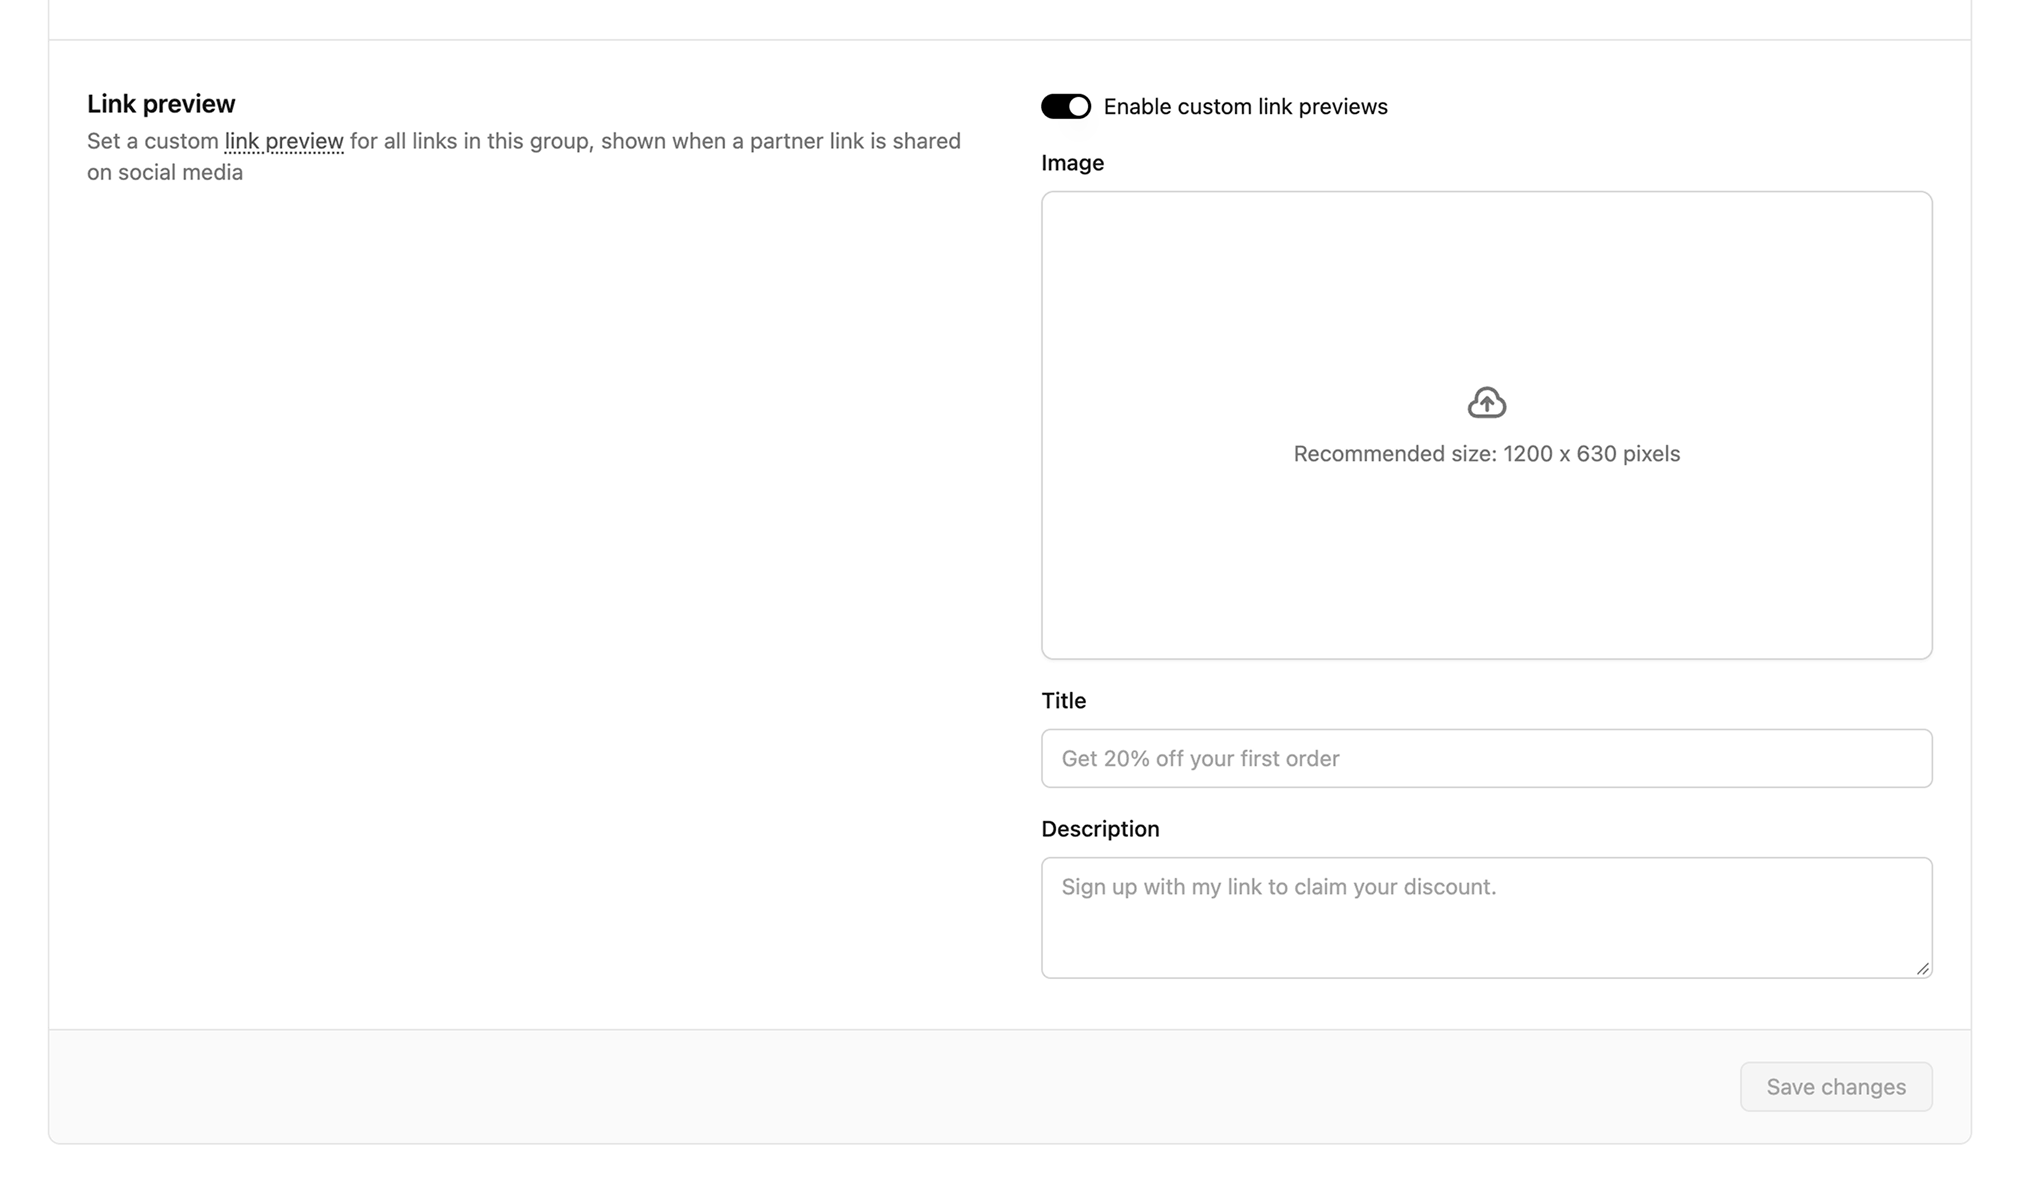 Link preview
Set a custom link preview for all links in this group, shown when a partner link is shared
on social media
Enable custom link previews
Image
Recommended size: 1200 x 630 pixels
Title
Get 20% off your first order
Description
Sign up with my link to claim your discount.
Save changes